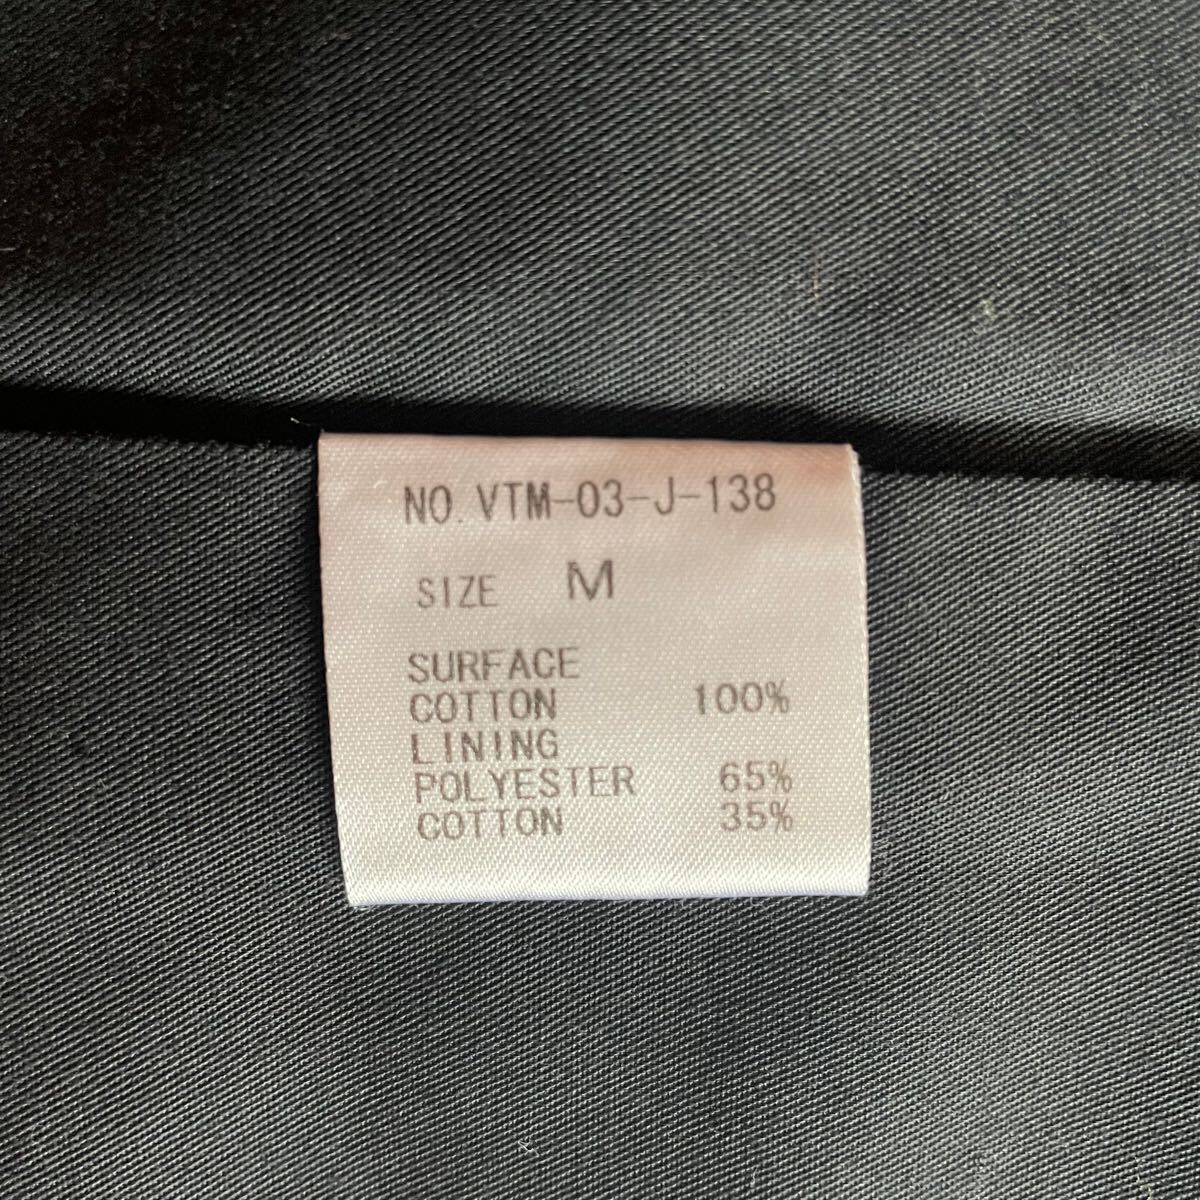 NO. VTM-03-J-138
SIZE M
SURFACE
COTTON 100%
LINING
POLYESTER 65%
COTTON 35%